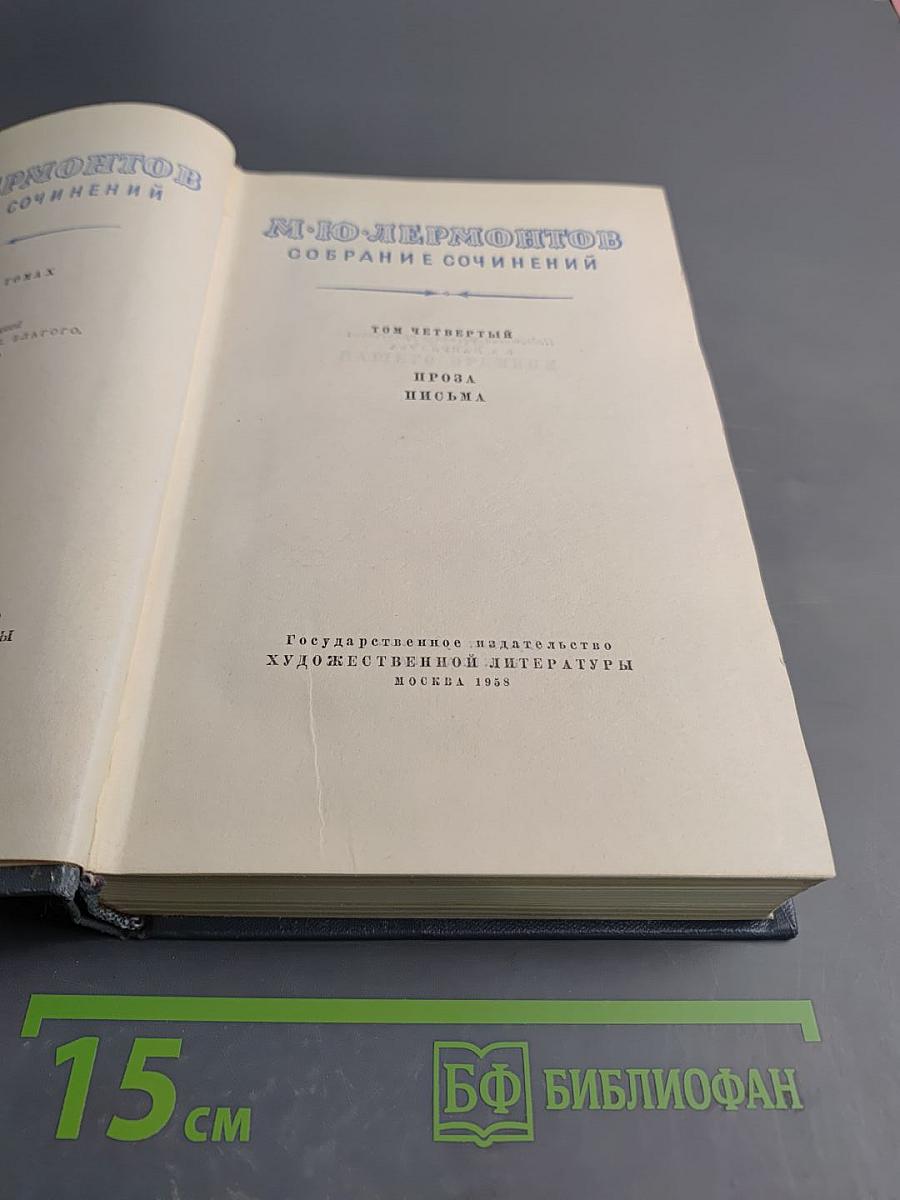 СОЧИНЕНИЙ
ТОМАХ
БЛАГОГО,
М·Ю·ЛЕРМОНТОВ
СОБРАНИЕ СОЧИНЕНИЙ
ТОМ ЧЕТВЕРТЫЙ
ПРОЗА
ПИСЬМА
Государственное издательство
ХУДОЖЕСТВЕННОЙ ЛИТЕРАТУРЫ
МОСКВА 1958
15 см
БФ БИБЛИОФАН